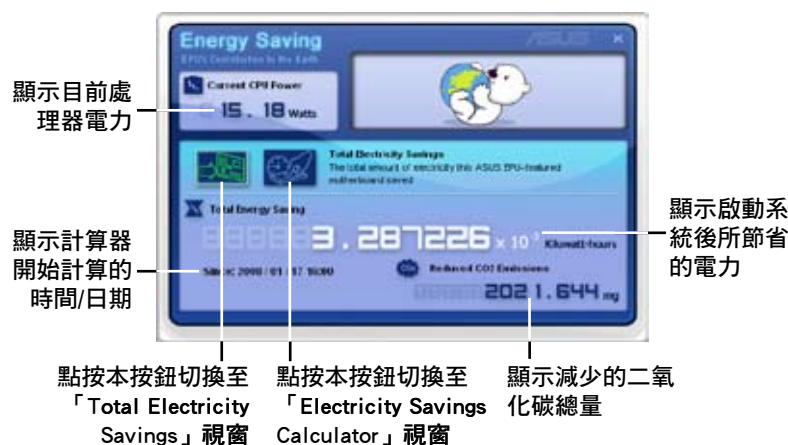 Energy Saving
EPU's Contribution to the Earth
ASUS
Current CPU Power
15.18 Watts
顯示目前處
理器電力
Total Electricity Savings
The total amount of electricity this ASUS EPU-featured
motherboard saved
Total Energy Saving
3.287226 x 10 Kilowatt-hours
顯示啟動系
統後所節省
的電力
顯示計算器
開始計算的
時間/日期
Since: 2008 / 01 / 17
Reduced CO2 Emissions
2021.644 mg
點按本按鈕切換至
「Total Electricity
Savings」視窗
點按本按鈕切換至
「Electricity Savings
Calculator」視窗
顯示減少的二氧
化碳總量